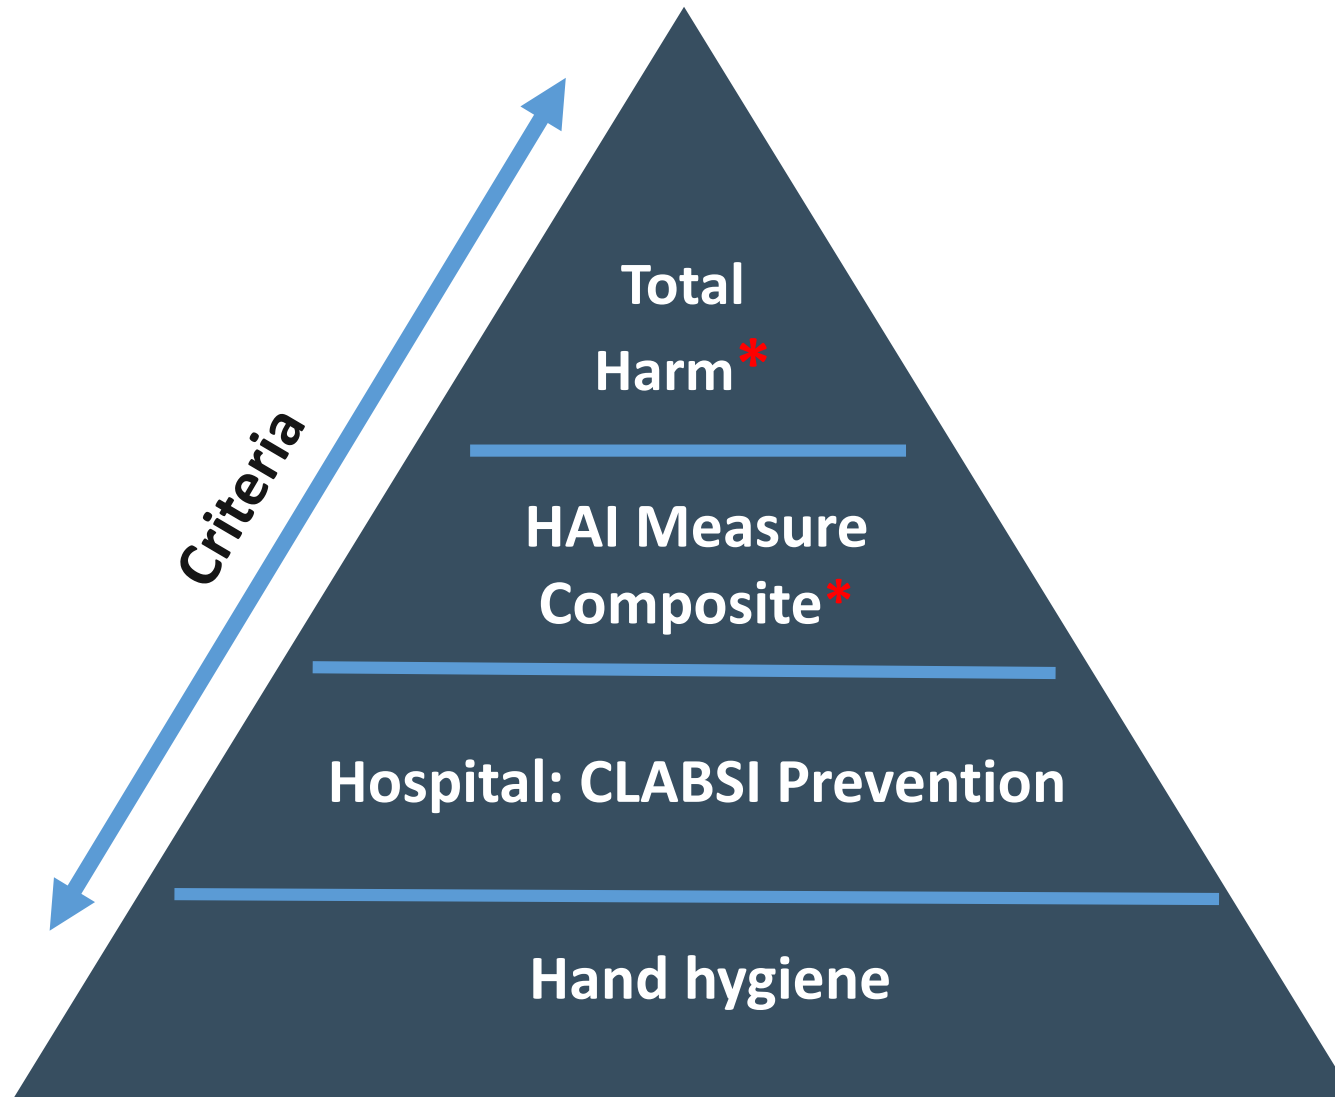 Total
Harm*
Criteria
HAI Measure
Composite*
Hospital: CLABSI Prevention
Hand hygiene